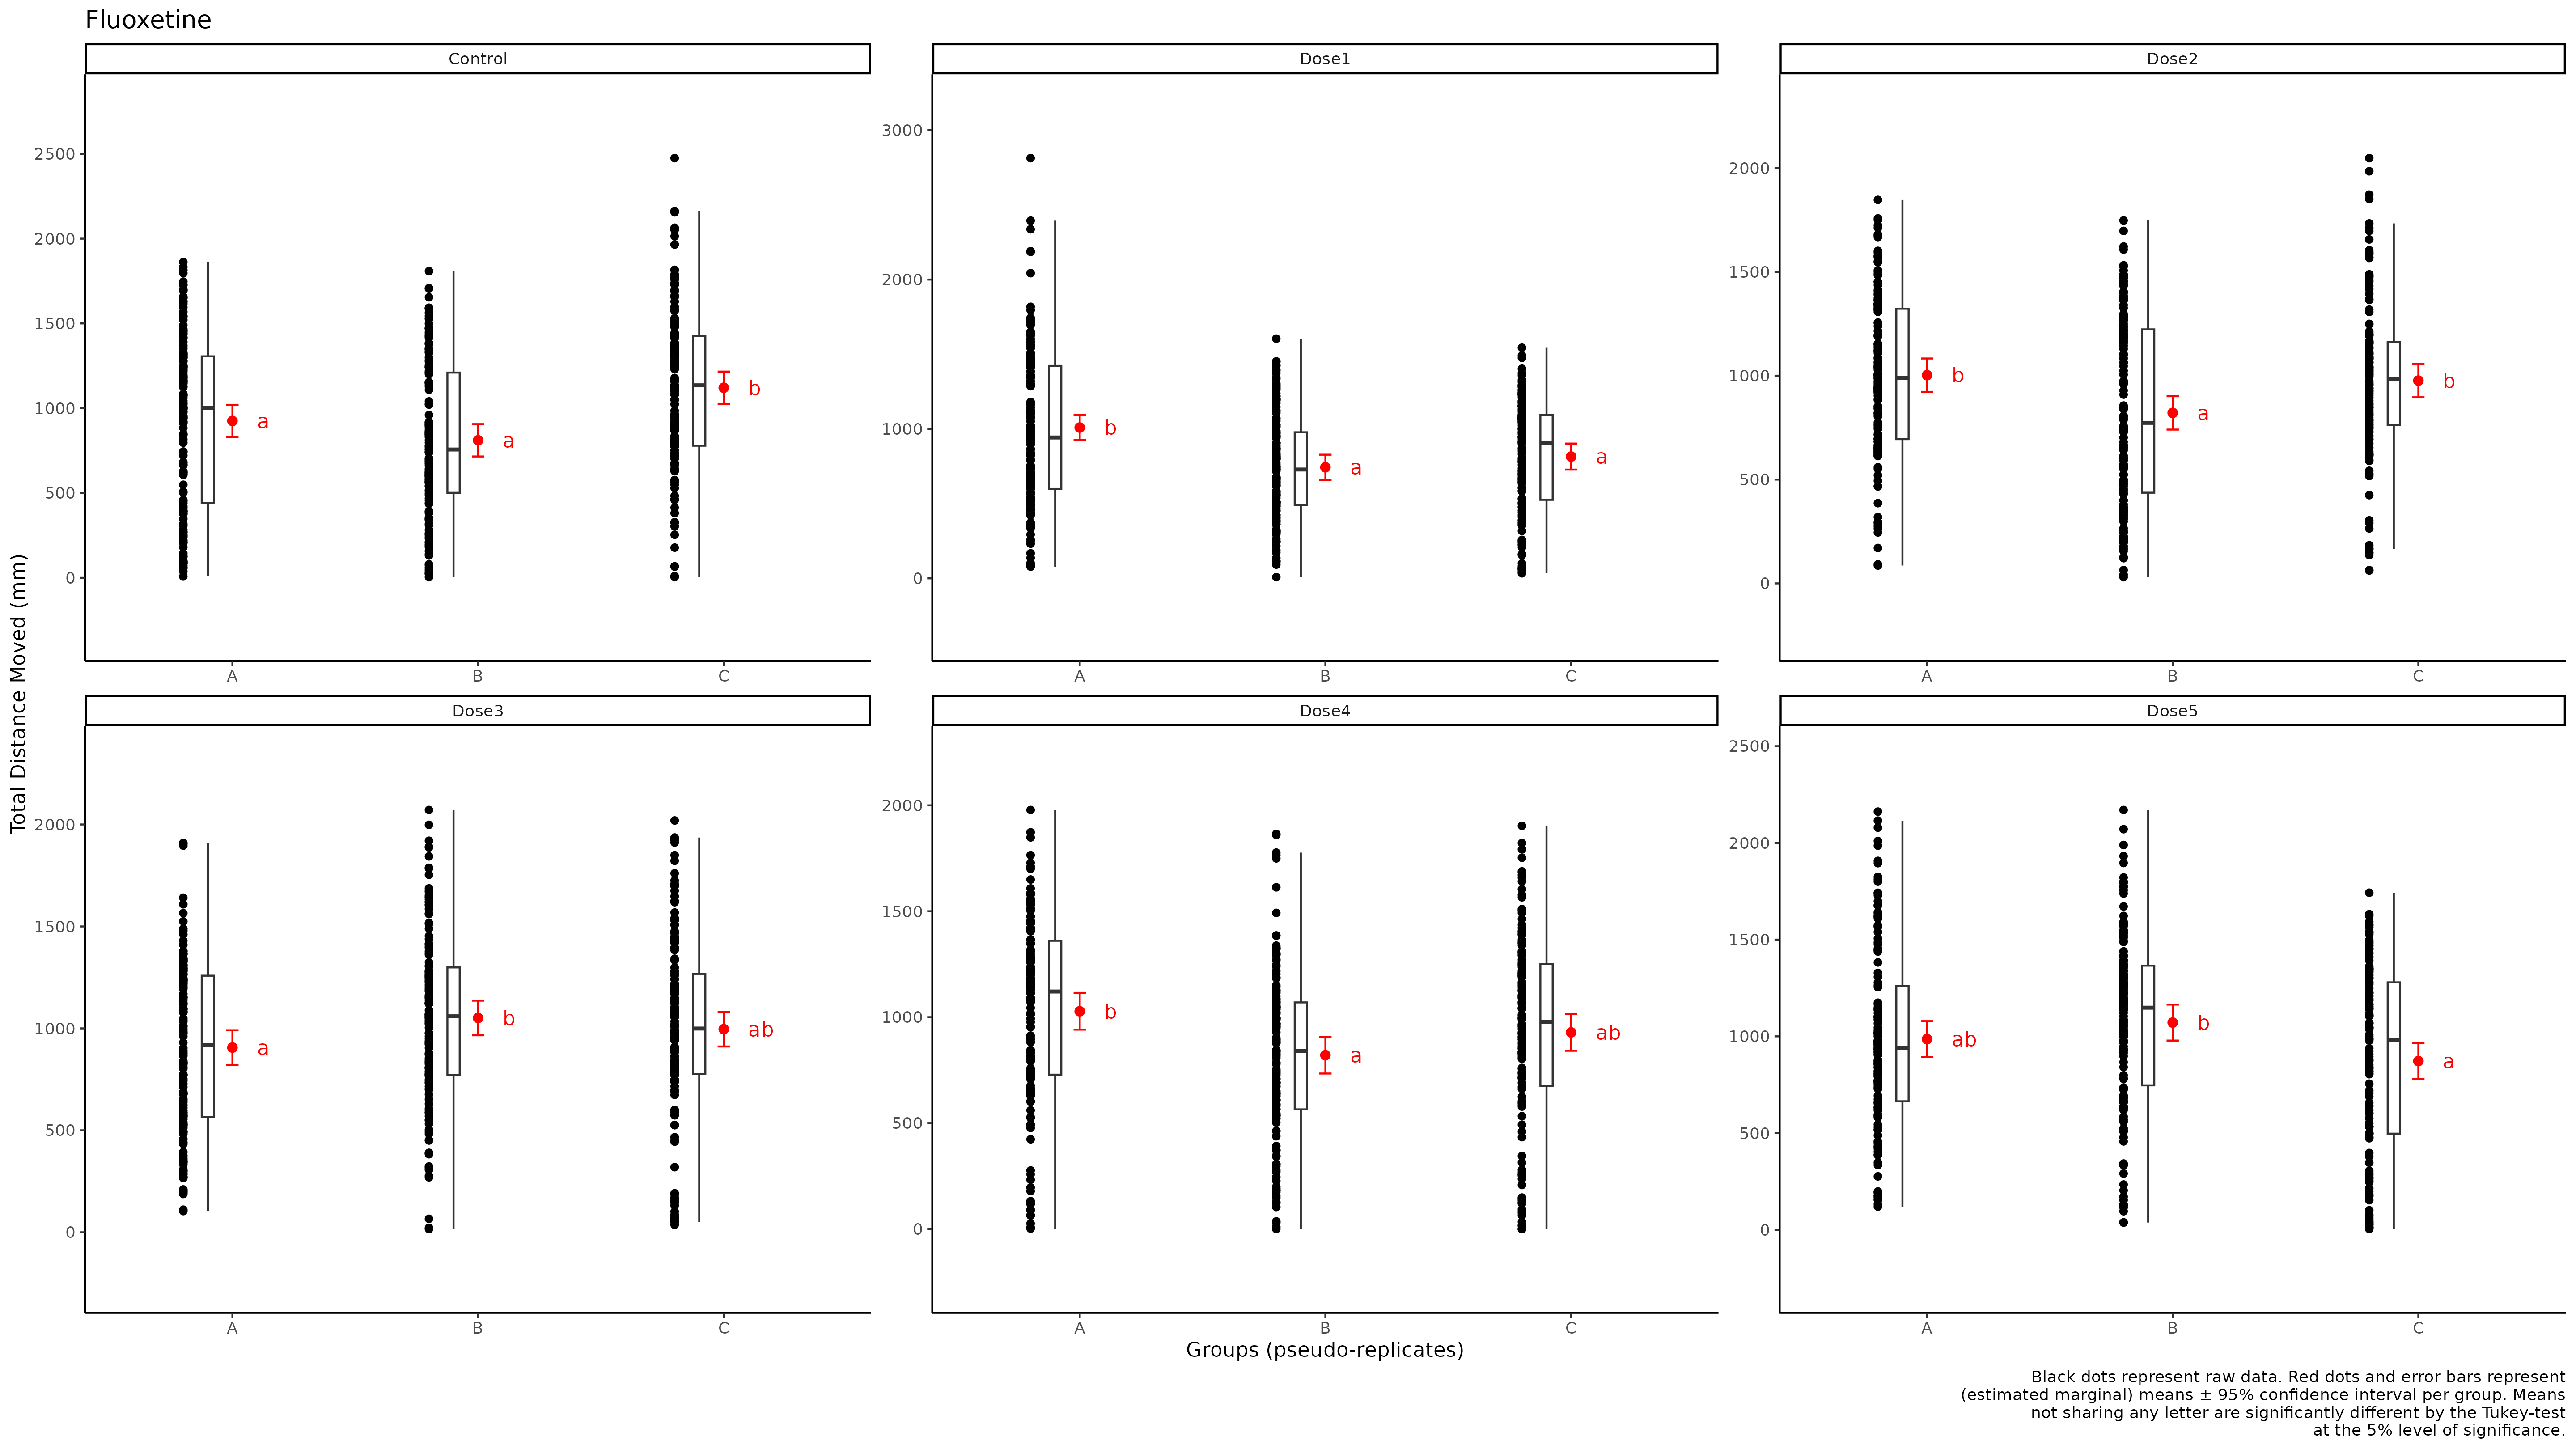 Fluoxetine
Control
Dose1
Dose2
Total Distance Moved (mm)
2500
2000
1500
1000
500
0
a
a
b
A
B
C
3000
2000
1000
0
b
a
a
A
B
C
2000
1500
1000
500
0
b
a
b
A
B
C
Dose3
Dose4
Dose5
2000
1500
1000
500
0
a
b
ab
A
B
C
2000
1500
1000
500
0
b
a
ab
A
B
C
2500
2000
1500
1000
500
0
ab
b
a
A
B
C
Groups (pseudo-replicates)
Black dots represent raw data. Red dots and error bars represent
(estimated marginal) means ± 95% confidence interval per group. Means
not sharing any letter are significantly different by the Tukey-test
at the 5% level of significance.